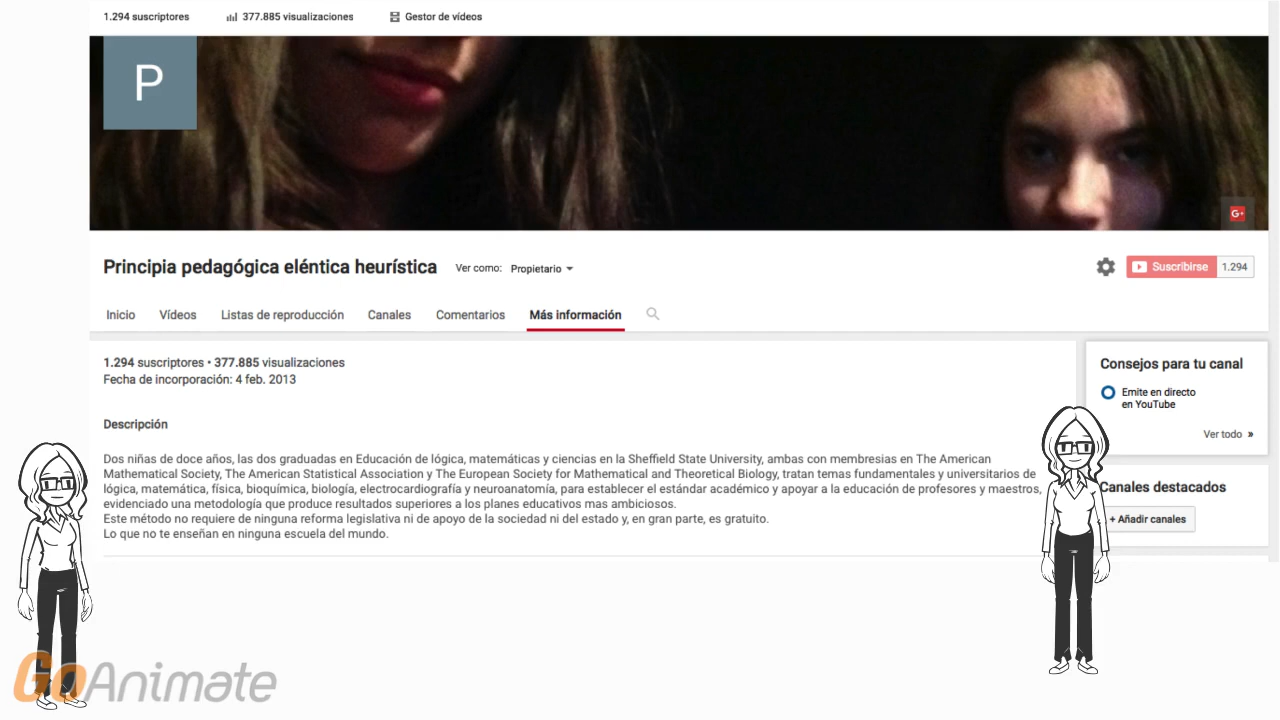 1.294 suscriptores 377.885 visualizaciones Gestor de vídeos
P
G+
Principia pedagógica eléntica heurística Ver como: Propietario
Suscribirse 1.294
Inicio Vídeos Listas de reproducción Canales Comentarios Más información
1.294 suscriptores • 377.885 visualizaciones
Fecha de incorporación: 4 feb. 2013
Descripción
Dos niñas de doce años, las dos graduadas en Educación de lógica, matemáticas y ciencias en la Sheffield State University, ambas con membresias en The American
Mathematical Society, The American Statistical Association y The European Society for Mathematical and Theoretical Biology, tratan temas fundamentales y universitarios de
lógica, matemática, física, bioquímica, biología, electrocardiografía y neuroanatomía, para establecer el estándar académico y apoyar a la educación de profesores y maestros,
evidenciado una metodología que produce resultados superiores a los planes educativos mas ambiciosos.
Este método no requiere de ninguna reforma legislativa ni de apoyo de la sociedad ni del estado y, en gran parte, es gratuito.
Lo que no te enseñan en ninguna escuela del mundo.
Consejos para tu canal
Emite en directo
en YouTube
Ver todo »
Canales destacados
+ Añadir canales
GoAnimate